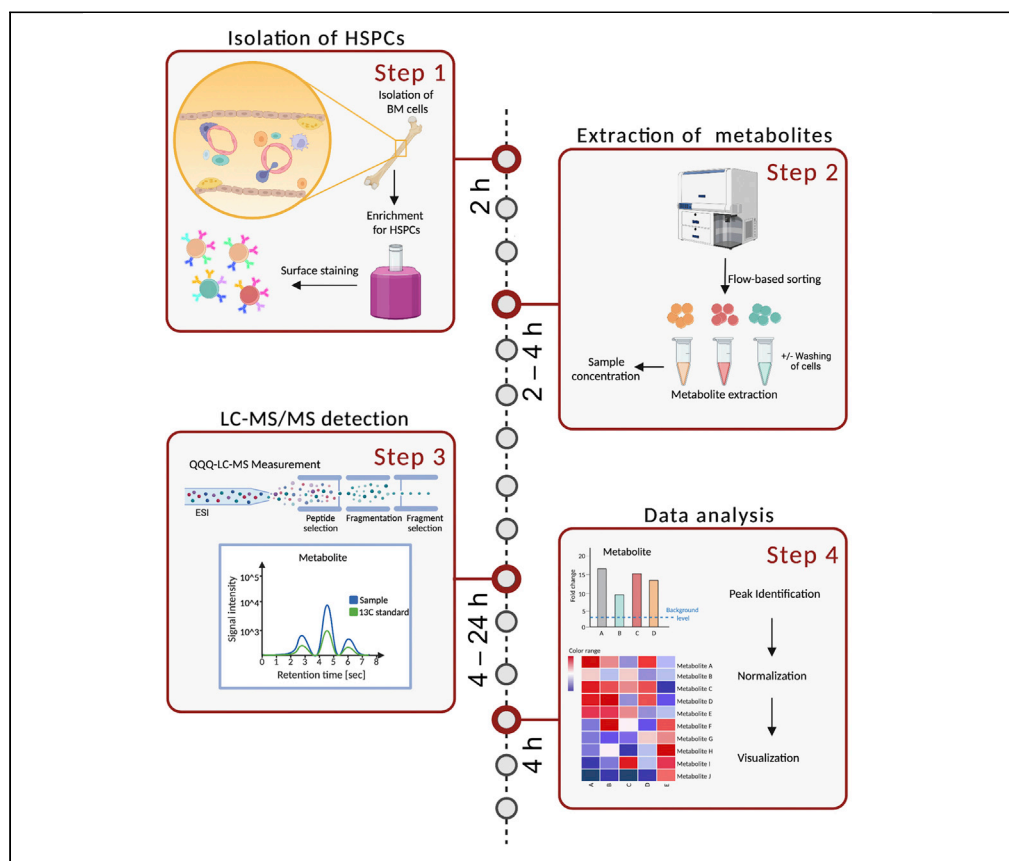 Isolation of HSPCs
Step 1
Isolation of
BM cells
Enrichment
for HSPCs
Surface staining
2 h
Extraction of metabolites
Step 2
Flow-based sorting
+/- Washing
of cells
Sample
concentration
Metabolite extraction
2 – 4 h
LC-MS/MS detection
Step 3
QQQ-LC-MS Measurement
ESI
Peptide
selection
Fragmentation
Fragment
selection
Metabolite
Signal intensity
10^5
10^4
10^3
Sample
13C standard
0 1 2 3 4 5 6 7 8
Retention time [sec]
4 – 24 h
Data analysis
Step 4
Metabolite
Fold change
20
15
10
5
0
A B C D
Background
level
Peak Identification
Normalization
Visualization
Color range
Metabolite A
Metabolite B
Metabolite C
Metabolite D
Metabolite E
Metabolite F
Metabolite G
Metabolite H
Metabolite I
Metabolite J
A B C D E
4 h